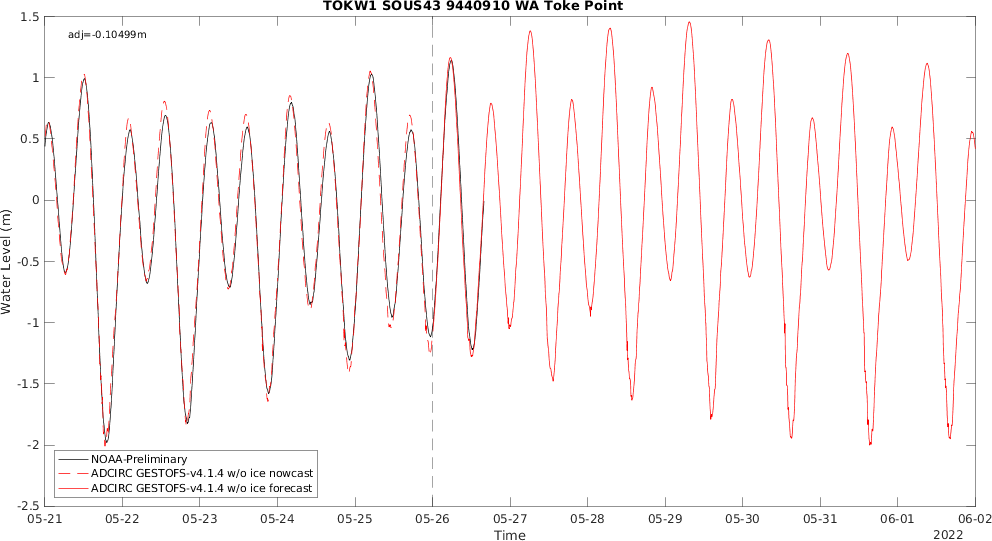 TOKW1 SOUS43 9440910 WA Toke Point
adj=-0.10499m
1.5
1
0.5
0
-0.5
-1
-1.5
-2
-2.5
Water Level (m)
NOAA-Preliminary
ADCIRC GESTOFS-v4.1.4 w/o ice nowcast
ADCIRC GESTOFS-v4.1.4 w/o ice forecast
05-21 05-22 05-23 05-24 05-25 05-26 05-27 05-28 05-29 05-30 05-31 06-01 06-02
Time
2022